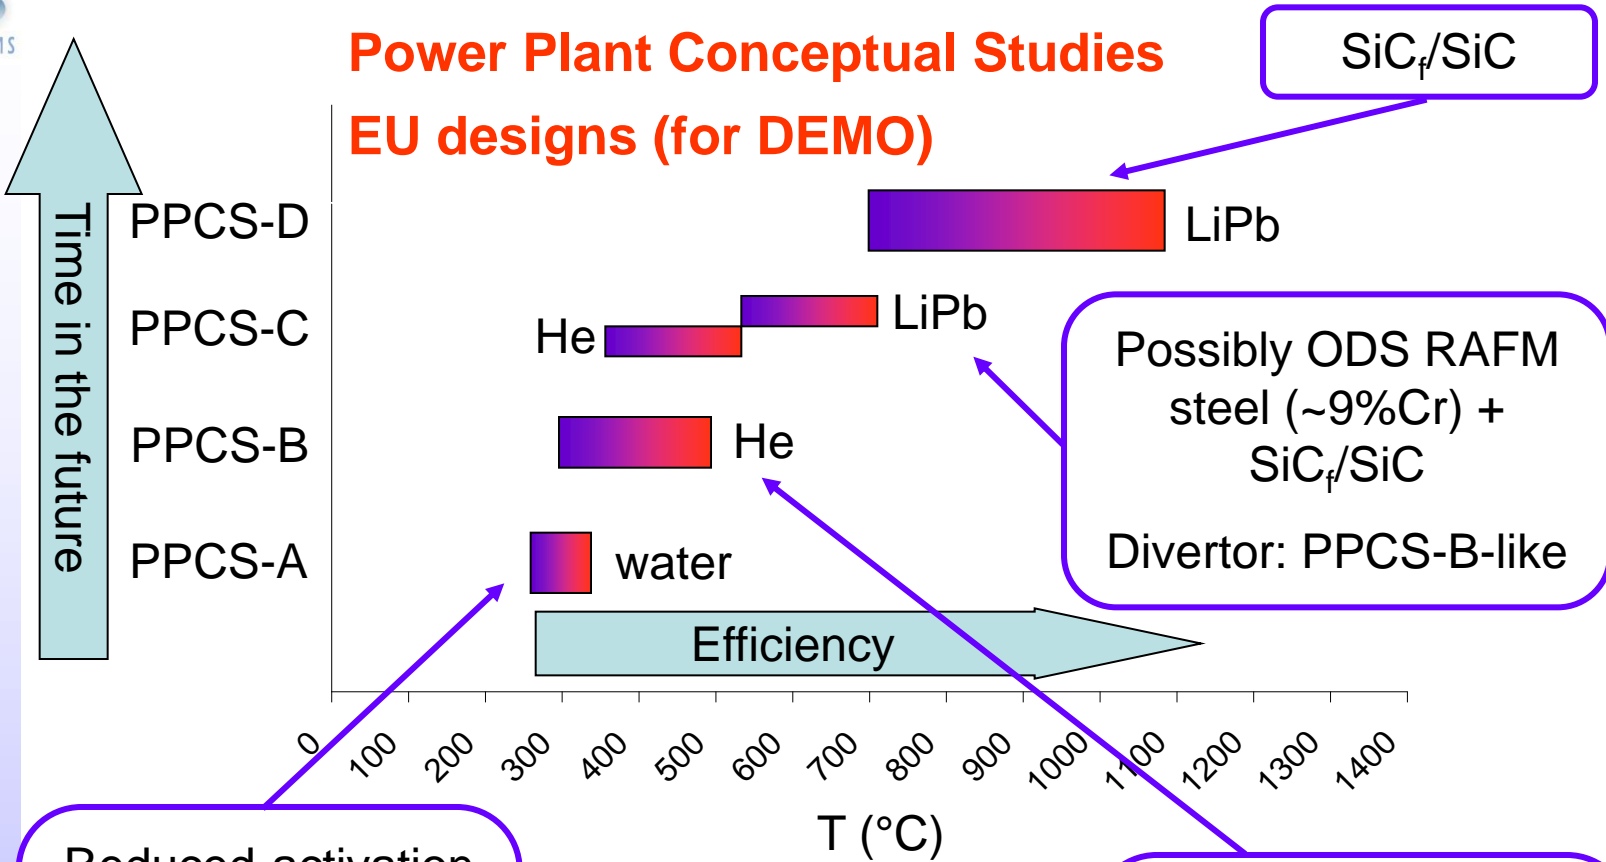 Power Plant Conceptual Studies
EU designs (for DEMO)
SiCf/SiC
Time in the future
PPCS-D
LiPb
PPCS-C
He
LiPb
Possibly ODS RAFM
steel (~9%Cr) +
SiCf/SiC
Divertor: PPCS-B-like
PPCS-B
He
PPCS-A
water
Efficiency
0 100 200 300 400 500 600 700 800 900 1000 1100 1200 1300 1400
T (°C)
Reduced activation